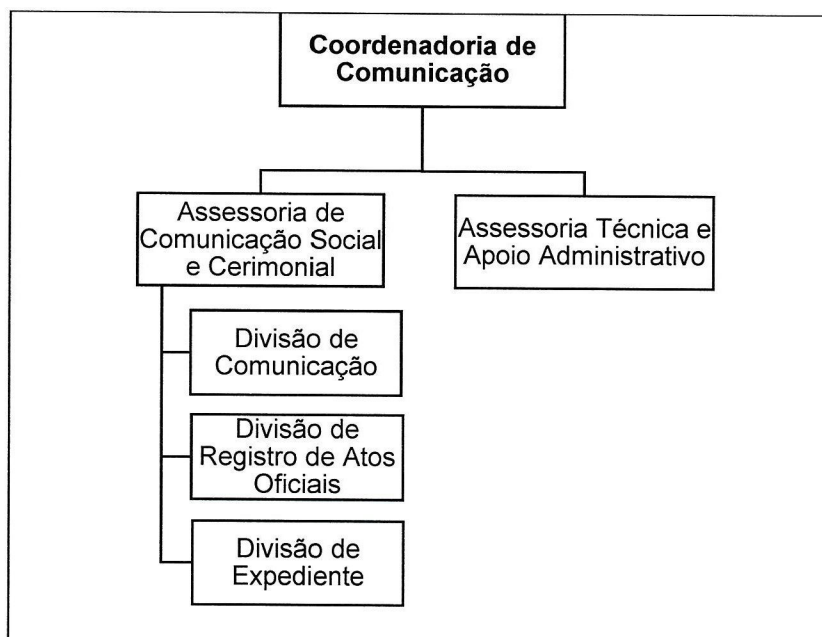 Coordenadoria de
Comunicação
Assessoria de
Comunicação Social
e Cerimonial
Assessoria Técnica e
Apoio Administrativo
Divisão de
Comunicação
Divisão de
Registro de Atos
Oficiais
Divisão de
Expediente